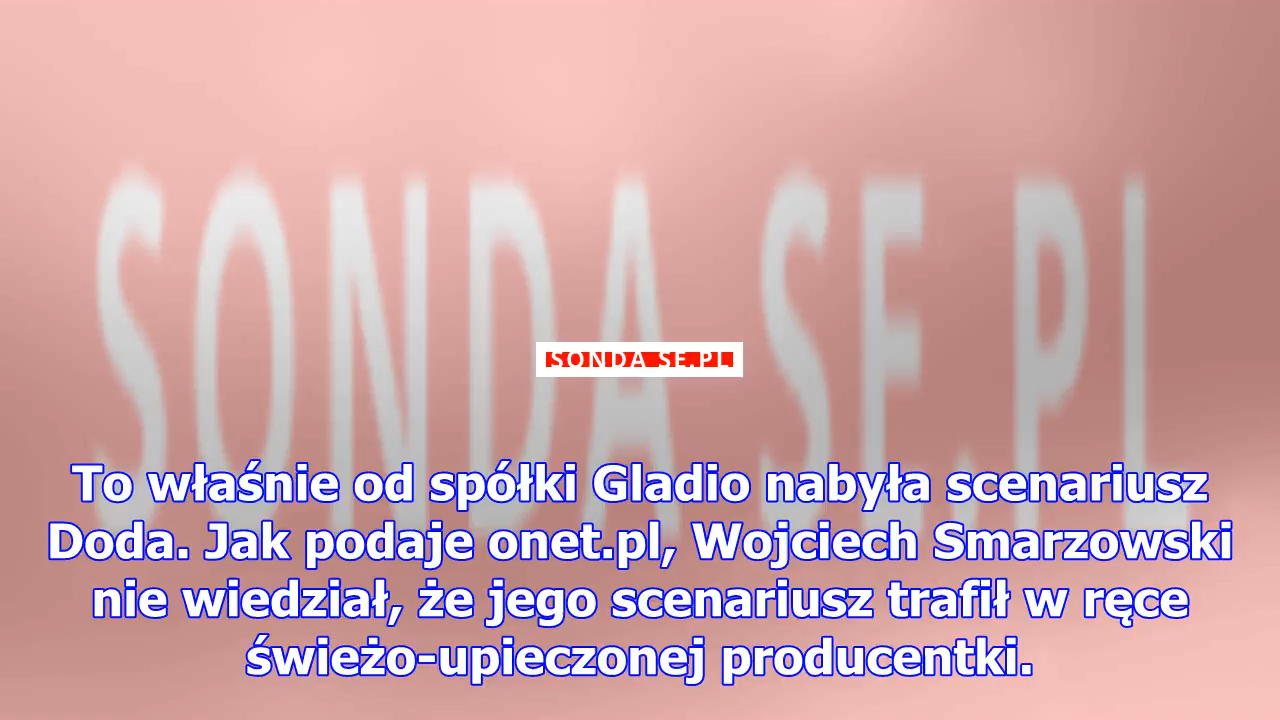 SONDA SE.PL
SONDA SE.PL
To właśnie od spółki Gladio nabyła scenariusz
Doda. Jak podaje onet.pl, Wojciech Smarzowski
nie wiedział, że jego scenariusz trafił w ręce
świeżo-upieczonej producentki.